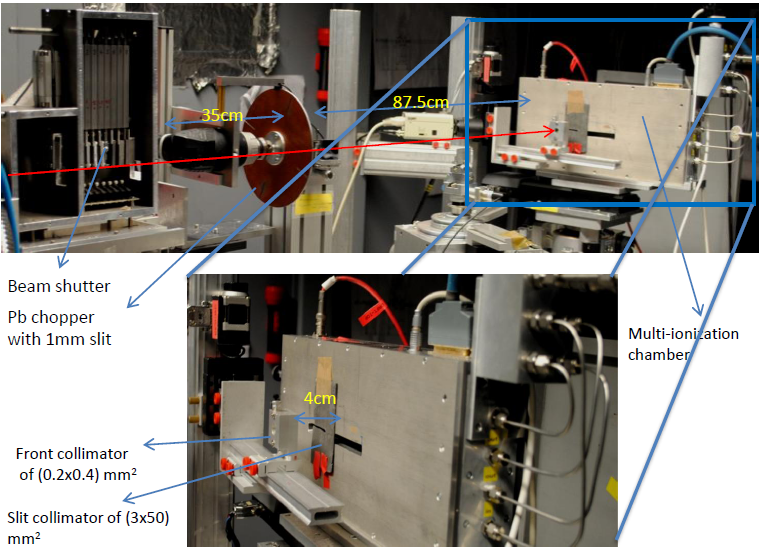 35cm
87.5cm
Beam shutter
Pb chopper
with 1mm slit
Multi-ionization
chamber
4cm
Front collimator
of (0.2x0.4) mm²
Slit collimator of (3x50)
mm²